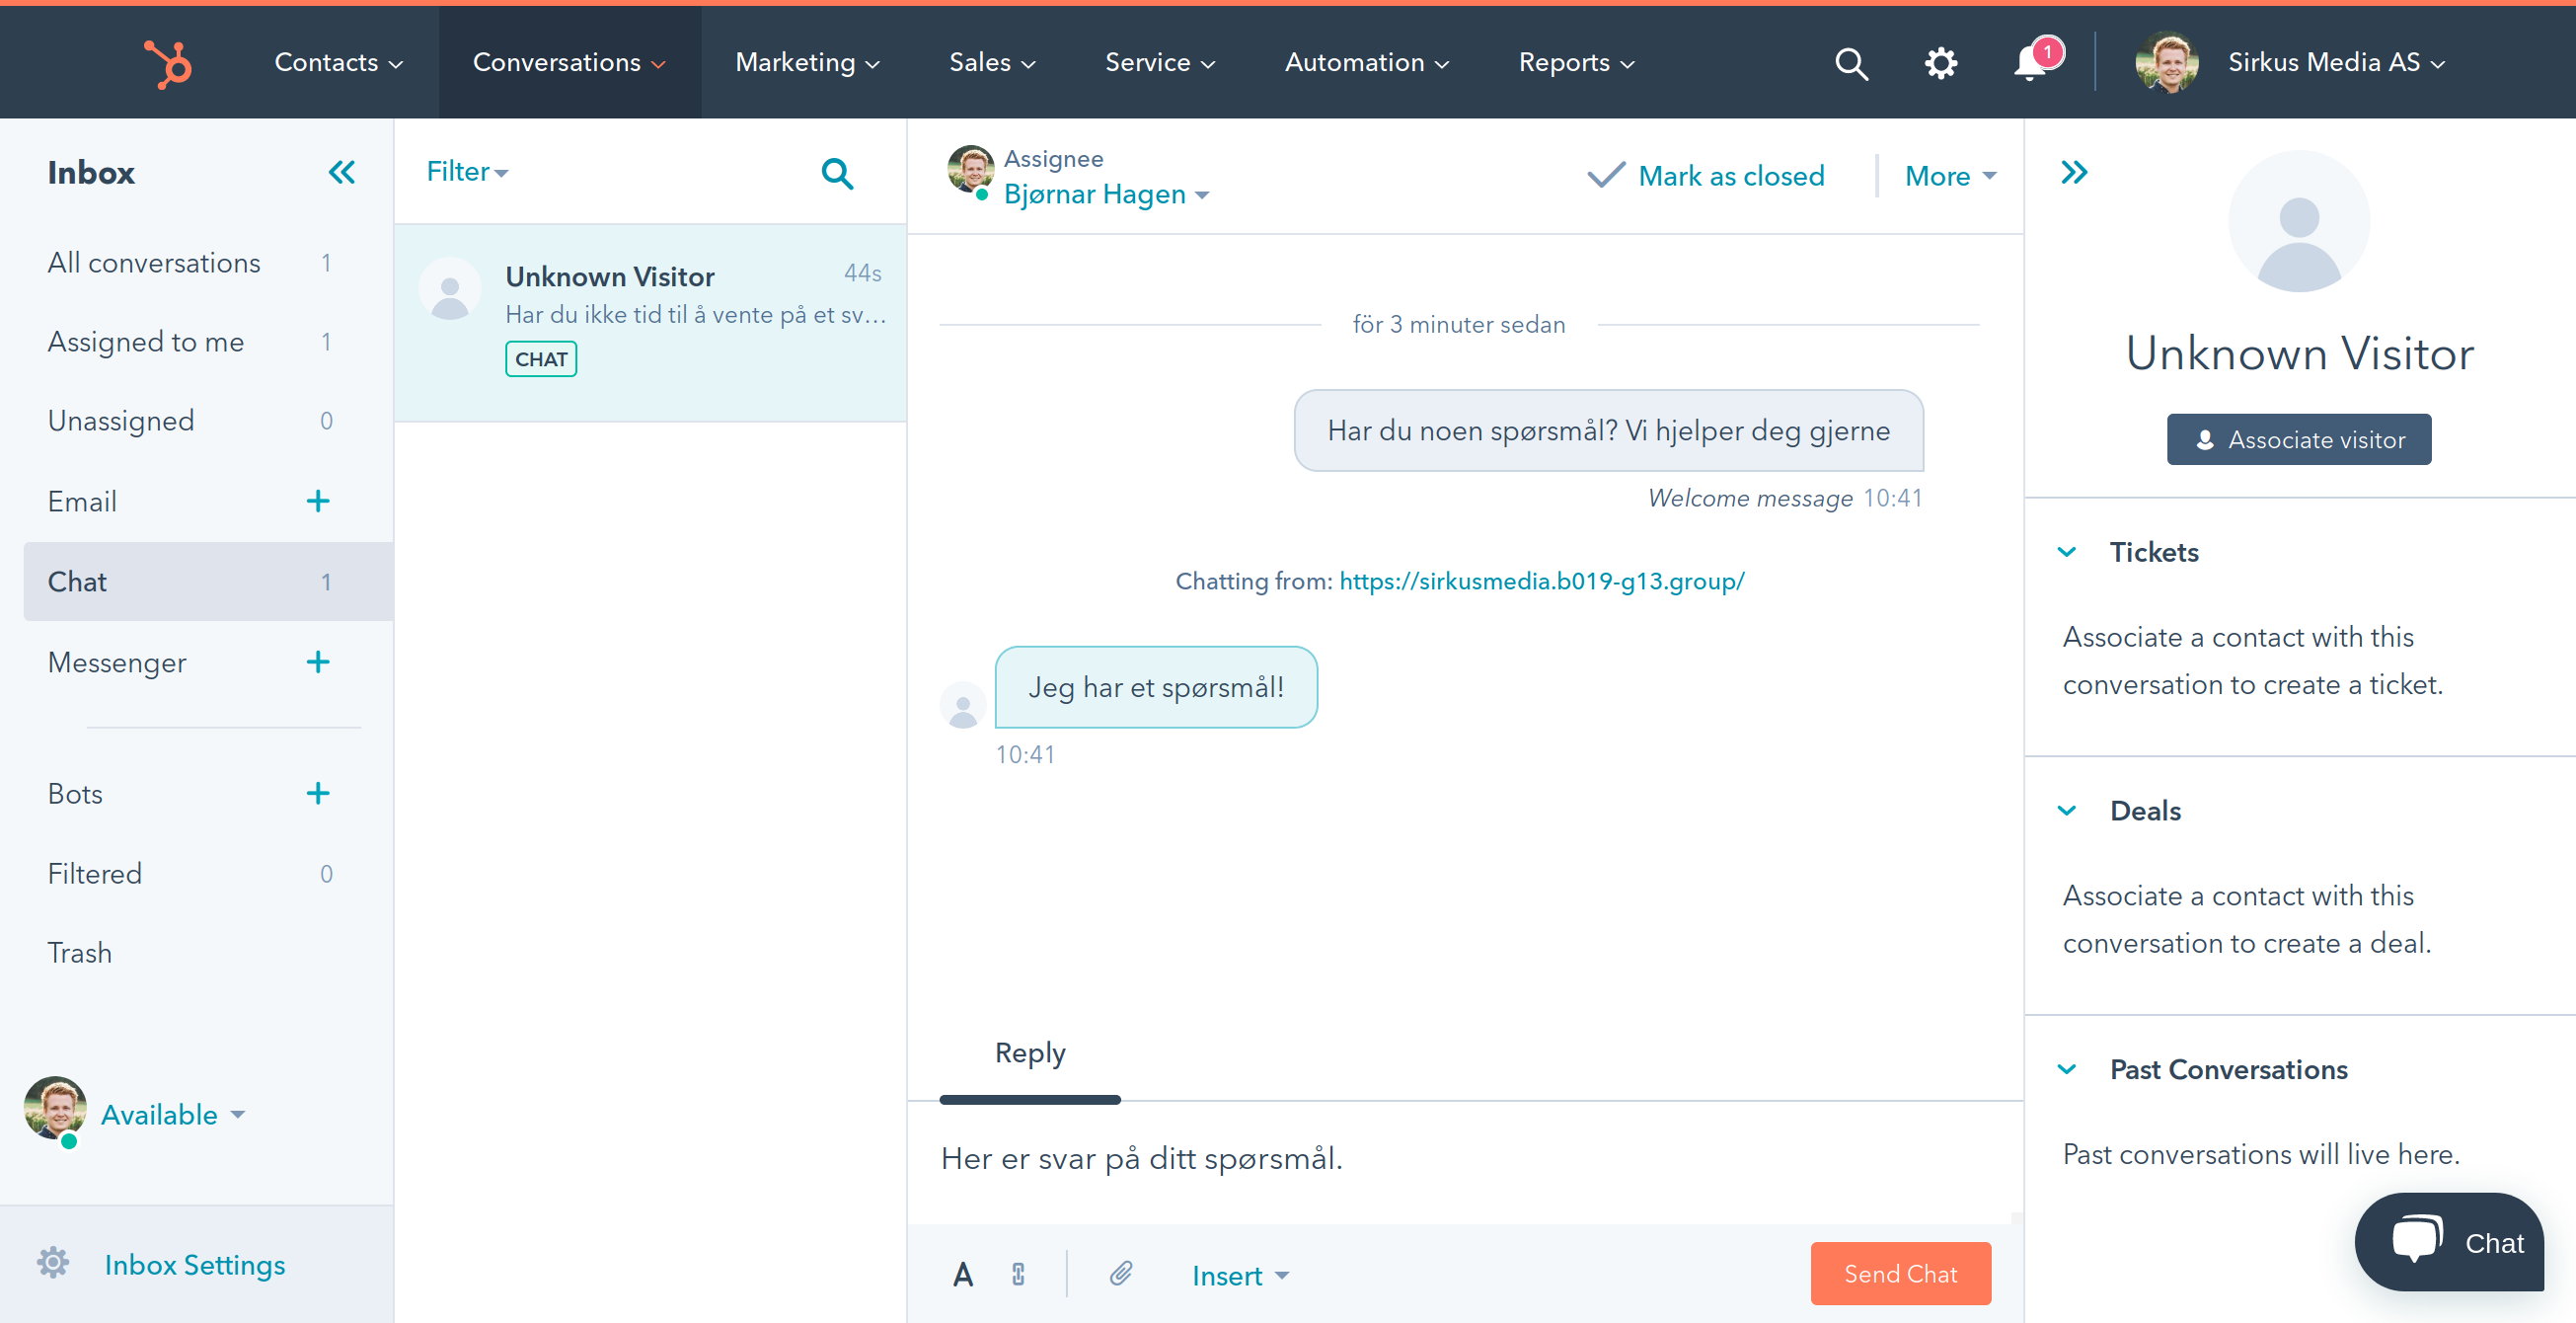 Contacts
Conversations
Marketing
Sales
Service
Automation
Reports
1
Sirkus Media AS
Inbox
All conversations 1
Assigned to me 1
Unassigned 0
Email
Chat 1
Messenger
Bots
Filtered 0
Trash
Available
Inbox Settings
Filter
Unknown Visitor 44s
Har du ikke tid til å vente på et sv...
CHAT
Assignee
Bjørnar Hagen
Mark as closed
More
för 3 minuter sedan
Har du noen spørsmål? Vi hjelper deg gjerne
Welcome message 10:41
Chatting from: https://sirkusmedia.b019-g13.group/
Jeg har et spørsmål!
10:41
Reply
Her er svar på ditt spørsmål.
A
Insert
Send Chat
Unknown Visitor
Associate visitor
Tickets
Associate a contact with this
conversation to create a ticket.
Deals
Associate a contact with this
conversation to create a deal.
Past Conversations
Past conversations will live here.
Chat